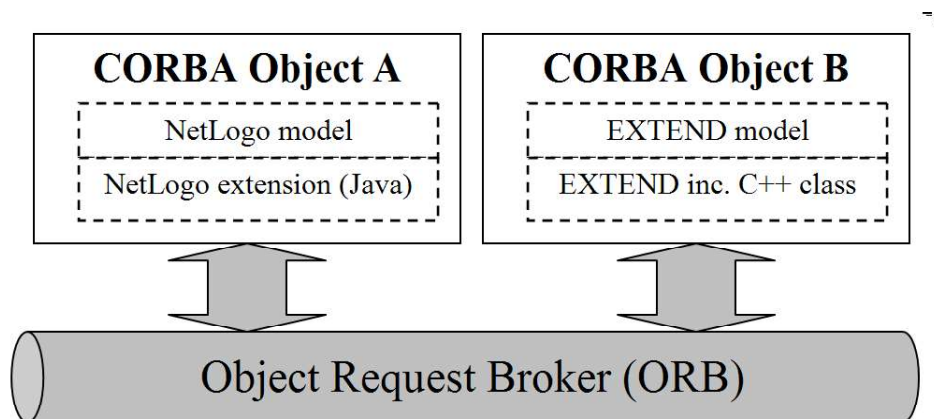 CORBA Object A
NetLogo model
NetLogo extension (Java)
CORBA Object B
EXTEND model
EXTEND inc. C++ class
Object Request Broker (ORB)